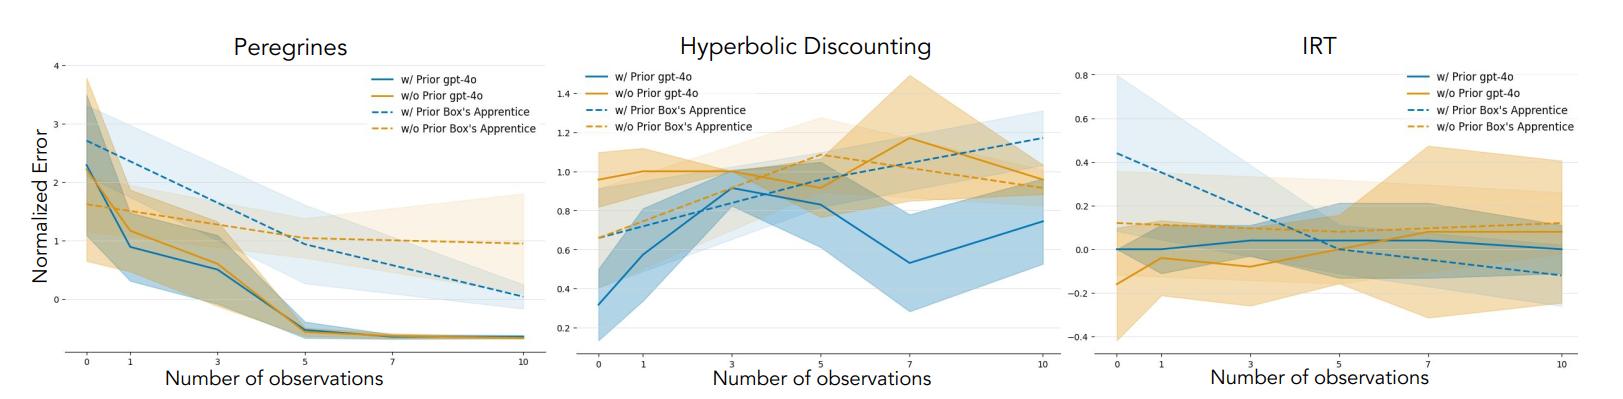 Peregrines
Normalized Error
4
3
2
1
0
w/ Prior gpt-4o
w/o Prior gpt-4o
w/ Prior Box's Apprentice
w/o Prior Box's Apprentice
0 1 3 5 7 10
Number of observations
Hyperbolic Discounting
1.4
1.2
1.0
0.8
0.6
0.4
0.2
w/ Prior gpt-4o
w/o Prior gpt-4o
w/ Prior Box's Apprentice
w/o Prior Box's Apprentice
0 1 3 5 7 10
Number of observations
IRT
0.8
0.6
0.4
0.2
0.0
−0.2
−0.4
w/ Prior gpt-4o
w/o Prior gpt-4o
w/ Prior Box's Apprentice
w/o Prior Box's Apprentice
0 1 3 5 7 10
Number of observations